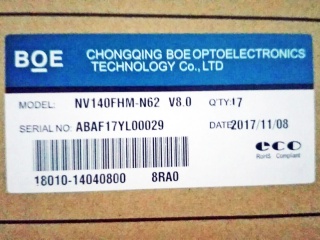 BOE
CHONGQING BOE OPTOELECTRONICS
TECHNOLOGY Co., LTD
MODEL: NV140FHM-N62 V8.0 Q'TY: 17
SERIAL NO: ABAF17YL00029 DATE: 2017/11/08
eco
RoHS Compliant
18010-14040800 8RA0